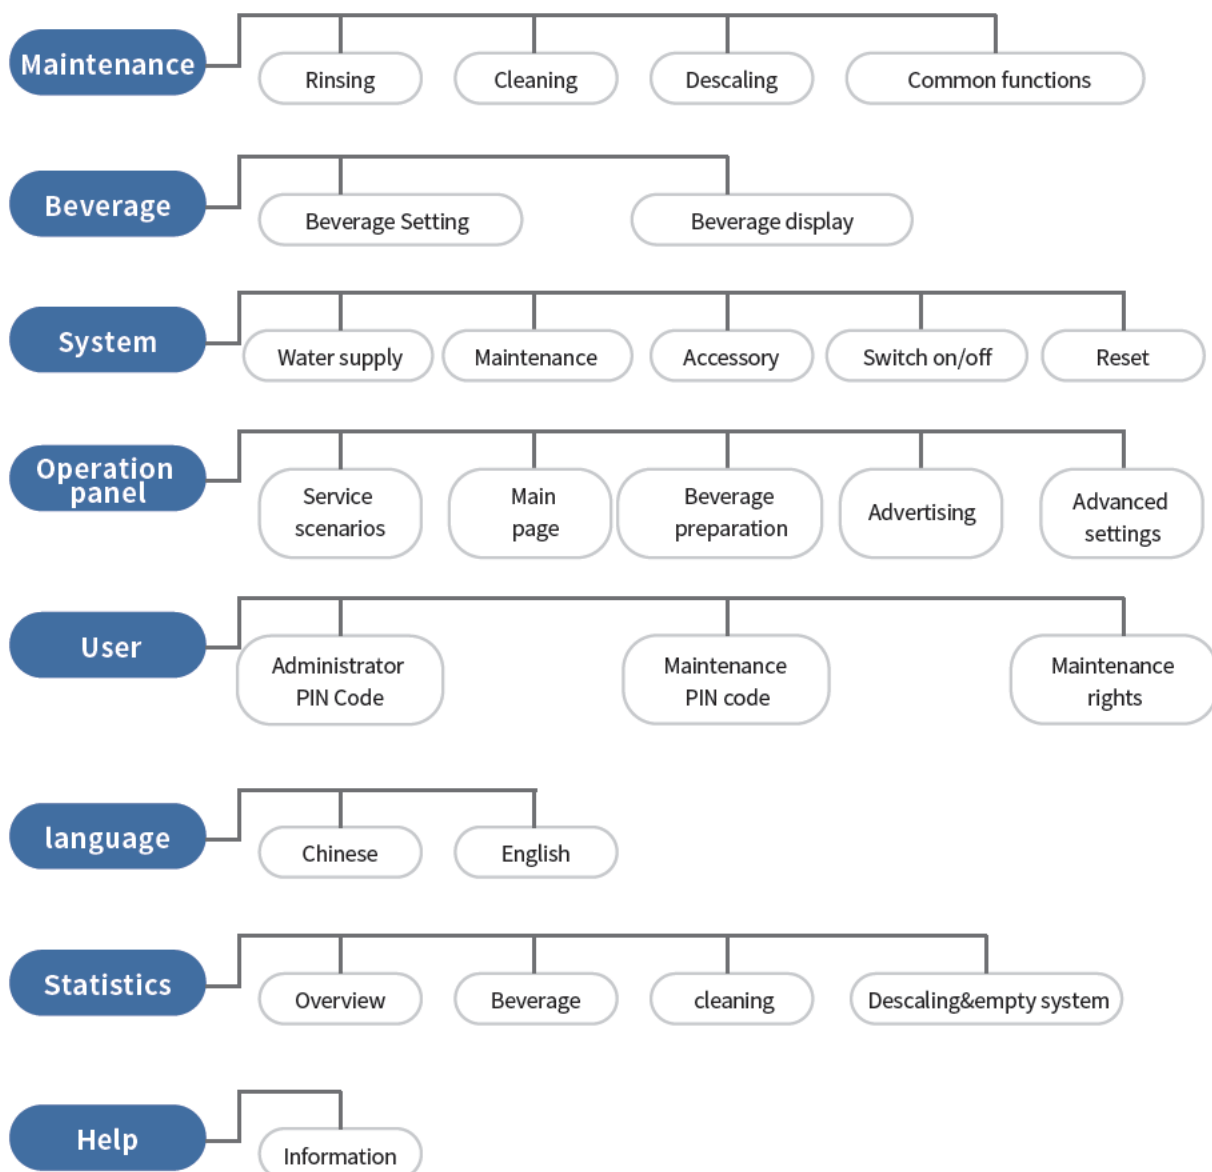 Maintenance
Rinsing
Cleaning
Descaling
Common functions
Beverage
Beverage Setting
Beverage display
System
Water supply
Maintenance
Accessory
Switch on/off
Reset
Operation
panel
Service
scenarios
Main
page
Beverage
preparation
Advertising
Advanced
settings
User
Administrator
PIN Code
Maintenance
PIN code
Maintenance
rights
language
Chinese
English
Statistics
Overview
Beverage
cleaning
Descaling&empty system
Help
Information